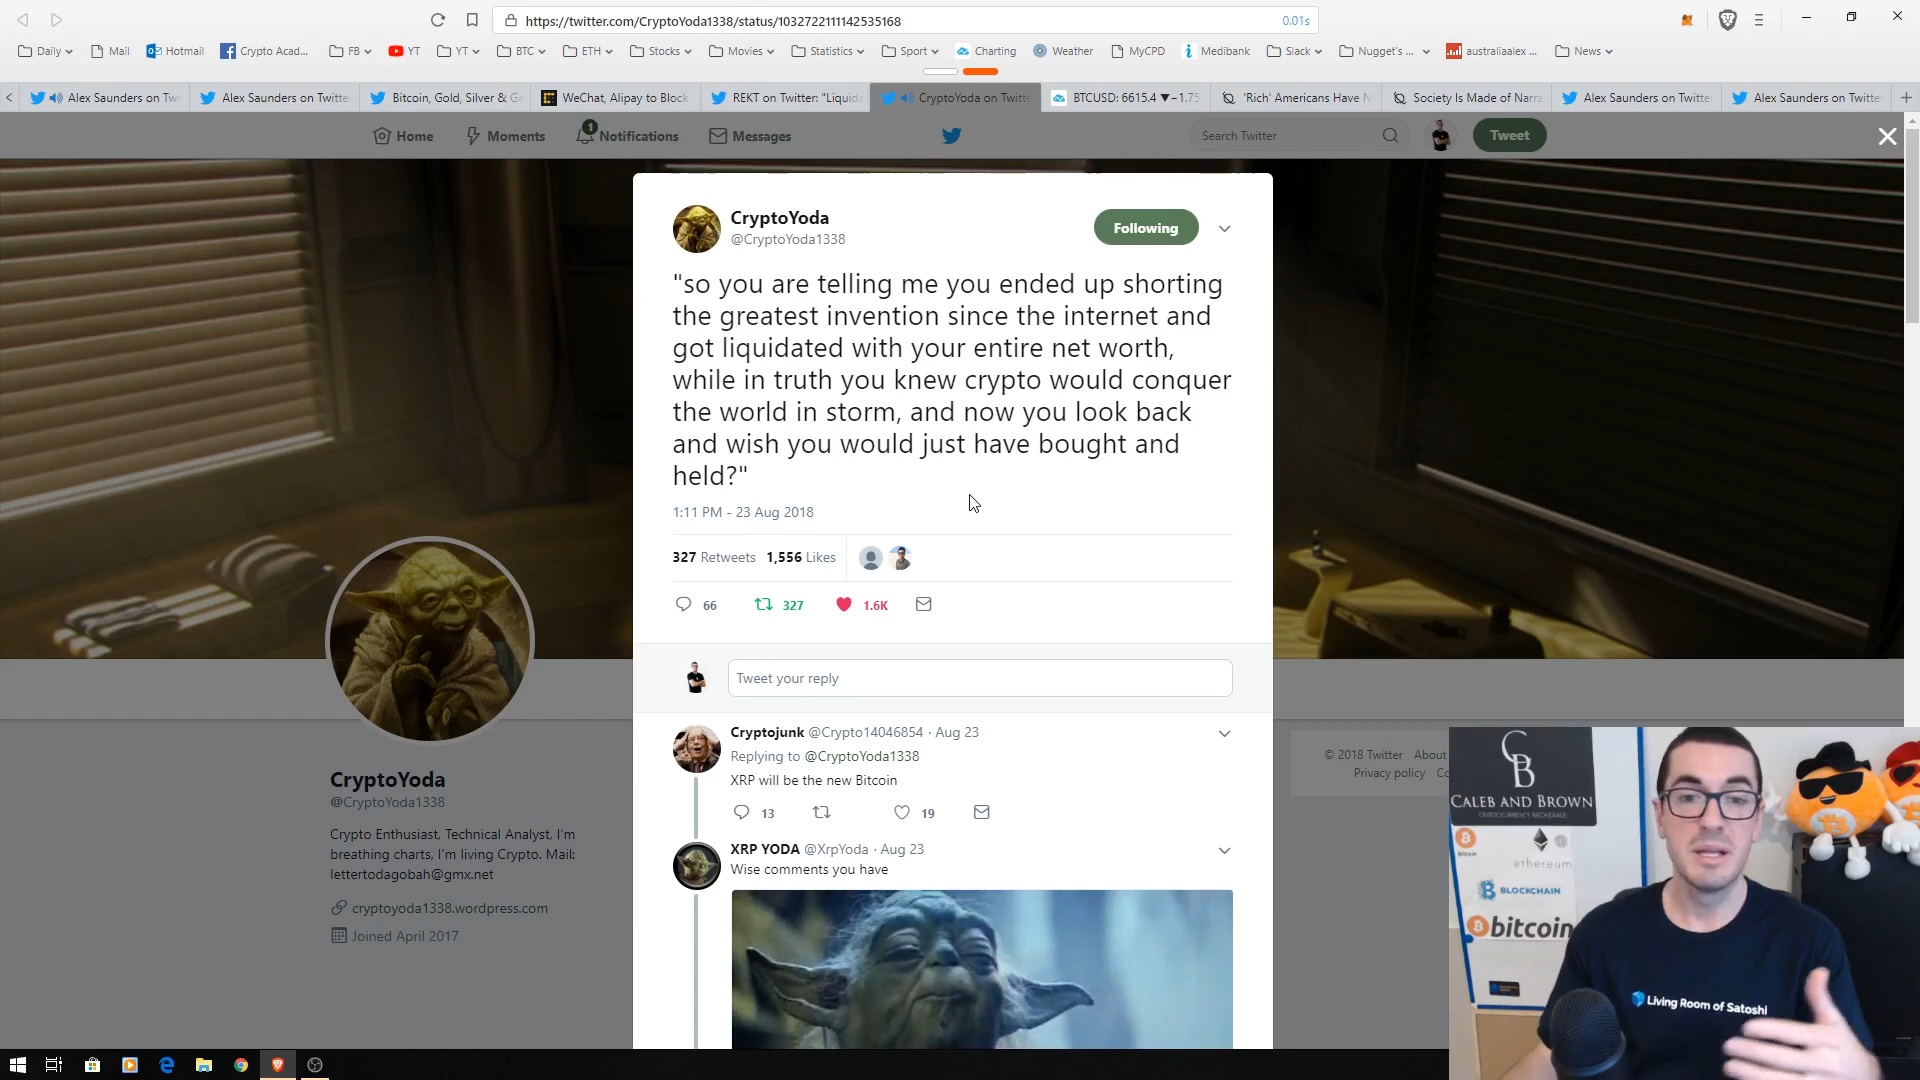 https://twitter.com/CryptoYoda1338/status/1032722111142535168
0.01s
Daily
Mail
Hotmail
Crypto Acad...
FB
YT
YT
BTC
ETH
Stocks
Movies
Statistics
Sport
Charting
Weather
MyCPD
Medibank
Slack
Nugget's ...
australiaalex ...
News
Alex Saunders on Twi
Alex Saunders on Twitte
Bitcoin, Gold, Silver & Ge
WeChat, Alipay to Block
REKT on Twitter: "Liquida
CryptoYoda on Twitte
BTCUSD: 6615.4 ▼−1.75
'Rich' Americans Have N
Society Is Made of Narra
Alex Saunders on Twitte
Alex Saunders on Twitte
Home
Moments
1
Notifications
Messages
Search Twitter
Tweet
CryptoYoda
@CryptoYoda1338
Following
"so you are telling me you ended up shorting
the greatest invention since the internet and
got liquidated with your entire net worth,
while in truth you knew crypto would conquer
the world in storm, and now you look back
and wish you would just have bought and
held?"
1:11 PM - 23 Aug 2018
327 Retweets 1,556 Likes
66 327 1.6K
Tweet your reply
Cryptojunk @Crypto14046854 · Aug 23
Replying to @CryptoYoda1338
XRP will be the new Bitcoin
13 19
XRP YODA @XrpYoda · Aug 23
Wise comments you have
CryptoYoda
@CryptoYoda1338
Crypto Enthusiast, Technical Analyst, I'm
breathing charts, I'm living Crypto. Mail:
lettertodagobah@gmx.net
cryptoyoda1338.wordpress.com
Joined April 2017
© 2018 Twitter About
Privacy policy Co
CB
CALEB AND BROWN
CRYPTOCURRENCY BROKERAGE
bitcoin
ethereum
BLOCKCHAIN
bitcoin
Living Room of Satoshi